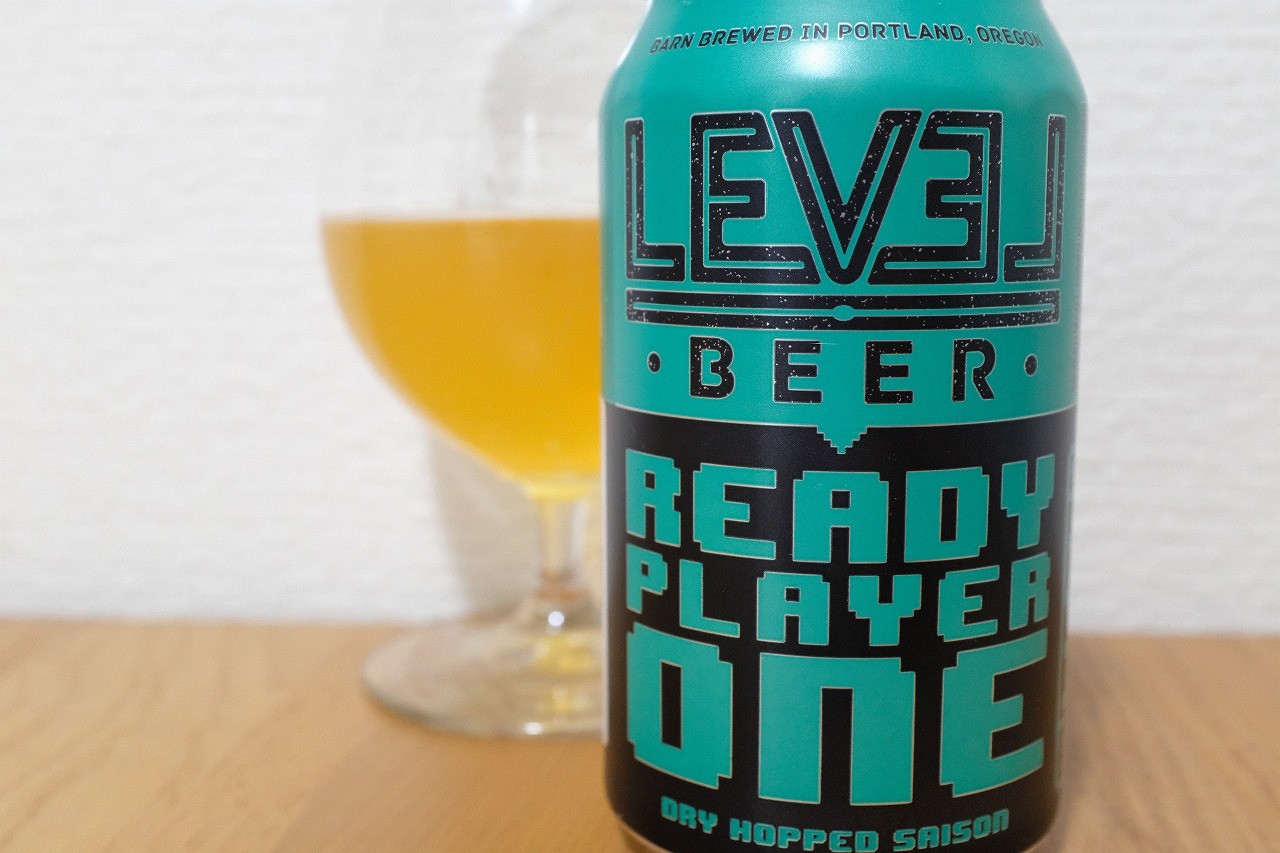 BARN BREWED IN PORTLAND, OREGON
LEVEL
· BEER ·
READY
PLAYER
ONE
DRY HOPPED SAISON